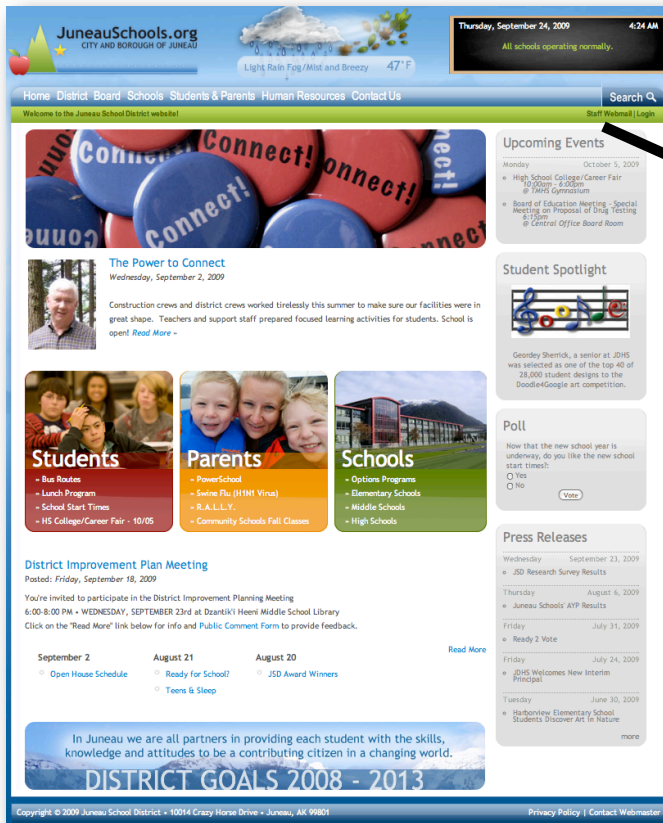 JuneauSchools.org
CITY AND BOROUGH OF JUNEAU
Light Rain Fog/Mist and Breezy 47°F
Thursday, September 24, 2009 4:24 AM
All schools operating normally.
Home District Board Schools Students & Parents Human Resources Contact Us
Search
Welcome to the Juneau School District website!
Staff Webmail | Login
Connect!
Connect!
Connect!
Connect!
The Power to Connect
Wednesday, September 2, 2009
Construction crews and district crews worked tirelessly this summer to make sure our facilities were in
great shape. Teachers and support staff prepared focused learning activities for students. School is
open! Read More »
Students
» Bus Routes
» Lunch Program
» School Start Times
» HS College/Career Fair - 10/05
Parents
» PowerSchool
» Swine Flu (H1N1 Virus)
» R.A.L.L.Y.
» Community Schools Fall Classes
Schools
» Options Programs
» Elementary Schools
» Middle Schools
» High Schools
District Improvement Plan Meeting
Posted: Friday, September 18, 2009
You're invited to participate in the District Improvement Planning Meeting
6:00-8:00 PM • WEDNESDAY, SEPTEMBER 23rd at Dzantik'i Heeni Middle School Library
Click on the "Read More" link below for info and Public Comment Form to provide feedback.
Read More
September 2
Open House Schedule
August 21
Ready for School?
Teens & Sleep
August 20
JSD Award Winners
In Juneau we are all partners in providing each student with the skills,
knowledge and attitudes to be a contributing citizen in a changing world.
DISTRICT GOALS 2008 - 2013
Upcoming Events
Monday October 5, 2009
High School College/Career Fair
10:00am - 6:00pm
@ TMHS Gymnasium
Board of Education Meeting - Special
Meeting on Proposal of Drug Testing
6:15pm
@ Central Office Board Room
Student Spotlight
Google
Geordey Sherrick, a senior at JDHS
was selected as one of the top 40 of
28,000 student designs to the
Doodle4Google art competition.
Poll
Now that the new school year is
underway, do you like the new school
start times?:
Yes
No
Vote
Press Releases
Wednesday September 23, 2009
JSD Research Survey Results
Thursday August 6, 2009
Juneau Schools' AYP Results
Friday July 31, 2009
Ready 2 Vote
Friday July 24, 2009
JDHS Welcomes New Interim
Principal
Tuesday June 30, 2009
Harborview Elementary School
Students Discover Art in Nature
more
Copyright © 2009 Juneau School District • 10014 Crazy Horse Drive • Juneau, AK 99801
Privacy Policy | Contact Webmaster